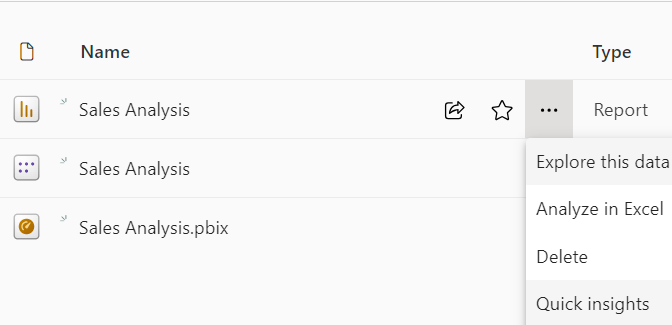 Name Type
Sales Analysis Report
Explore this data
Sales Analysis
Analyze in Excel
Sales Analysis.pbix
Delete
Quick insights